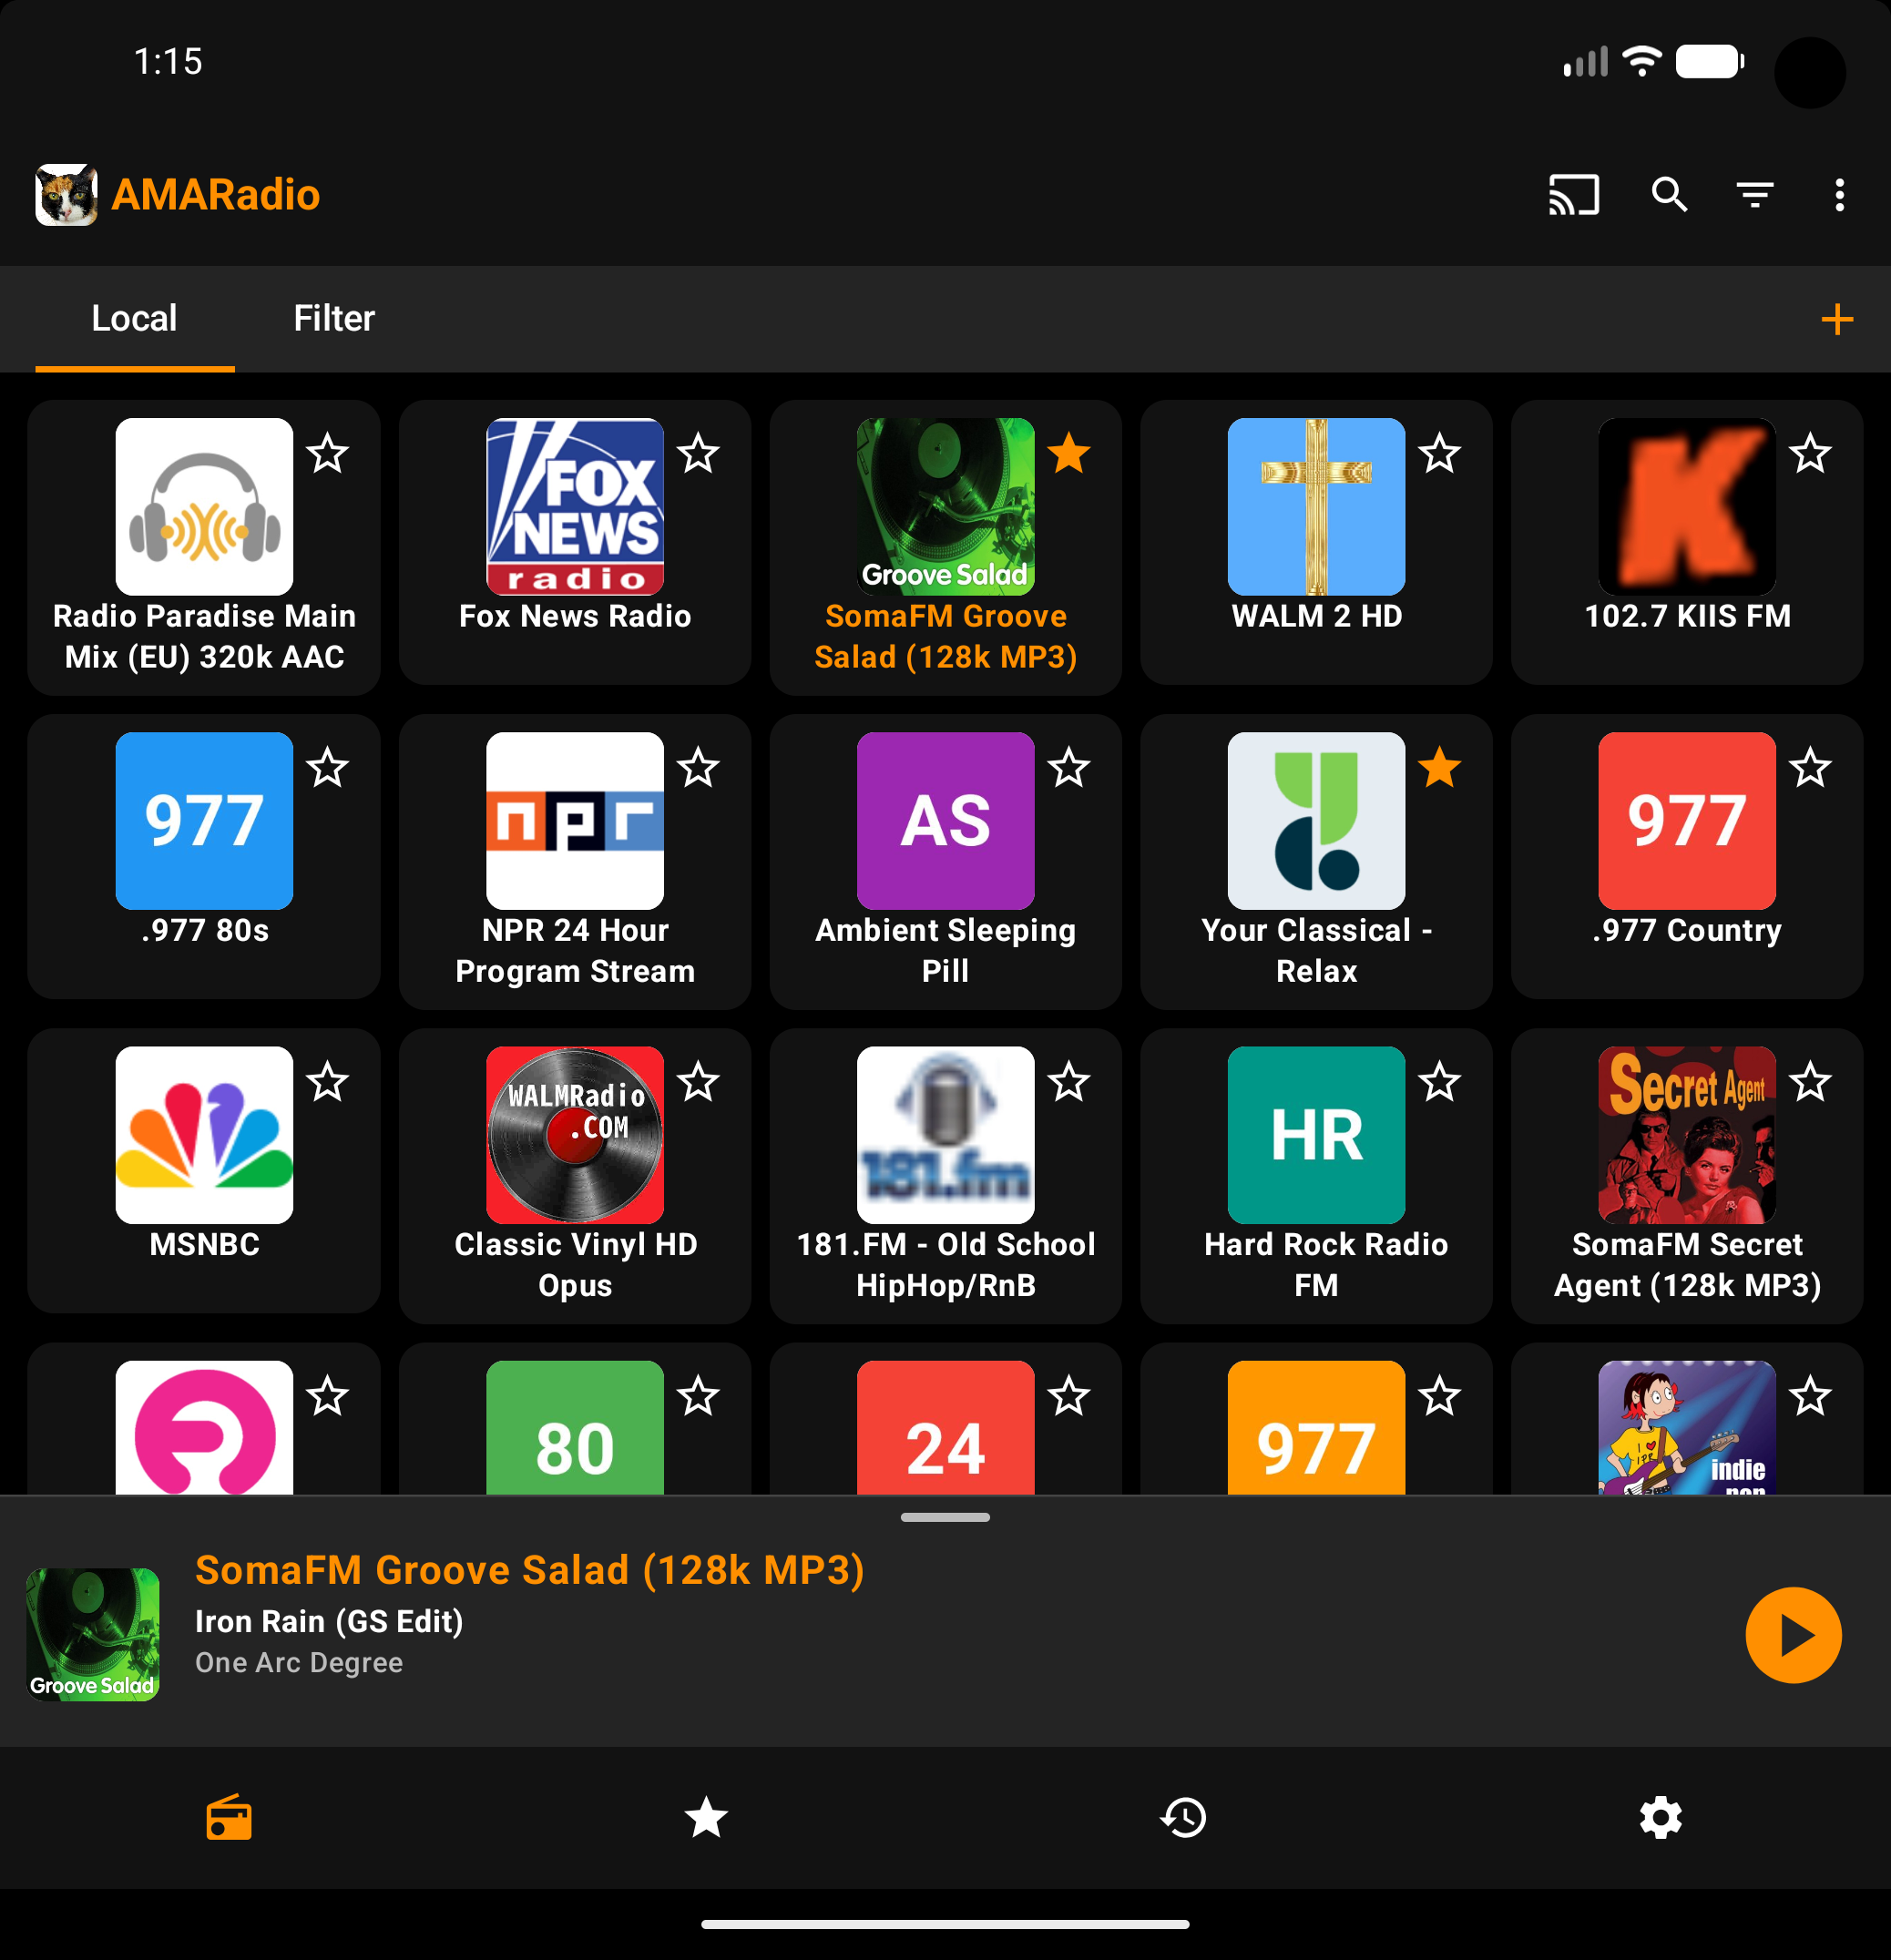 1:15
AMARadio
Local
Filter
FOX
NEWS
radio
Groove Salad
K
Radio Paradise Main
Mix (EU) 320k AAC
Fox News Radio
SomaFM Groove
Salad (128k MP3)
WALM 2 HD
102.7 KIIS FM
977
npr
AS
977
.977 80s
NPR 24 Hour
Program Stream
Ambient Sleeping
Pill
Your Classical -
Relax
.977 Country
WALMRadio
.COM
181.fm
HR
Secret Agent
MSNBC
Classic Vinyl HD
Opus
181.FM - Old School
HipHop/RnB
Hard Rock Radio
FM
SomaFM Secret
Agent (128k MP3)
80
24
977
indie
SomaFM Groove Salad (128k MP3)
Iron Rain (GS Edit)
One Arc Degree
Groove Salad